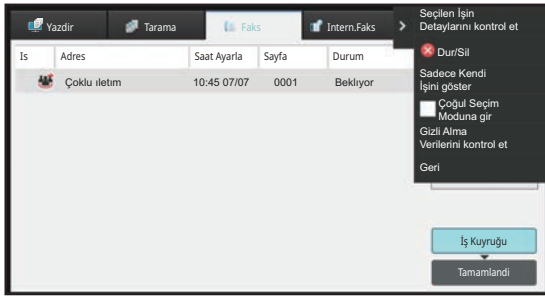 Yazdir
Tarama
Faks
Intern.Faks
Is
Adres
Saat Ayarla
Sayfa
Durum
Çoklu ıletım
10:45 07/07
0001
Beklıyor
Seçilen İşin
Detaylarını kontrol et
Dur/Sil
Sadece Kendi
İşini göster
Çoğul Seçim
Moduna gir
Gizli Alma
Verilerini kontrol et
Geri
İş Kuyruğu
Tamamlandi